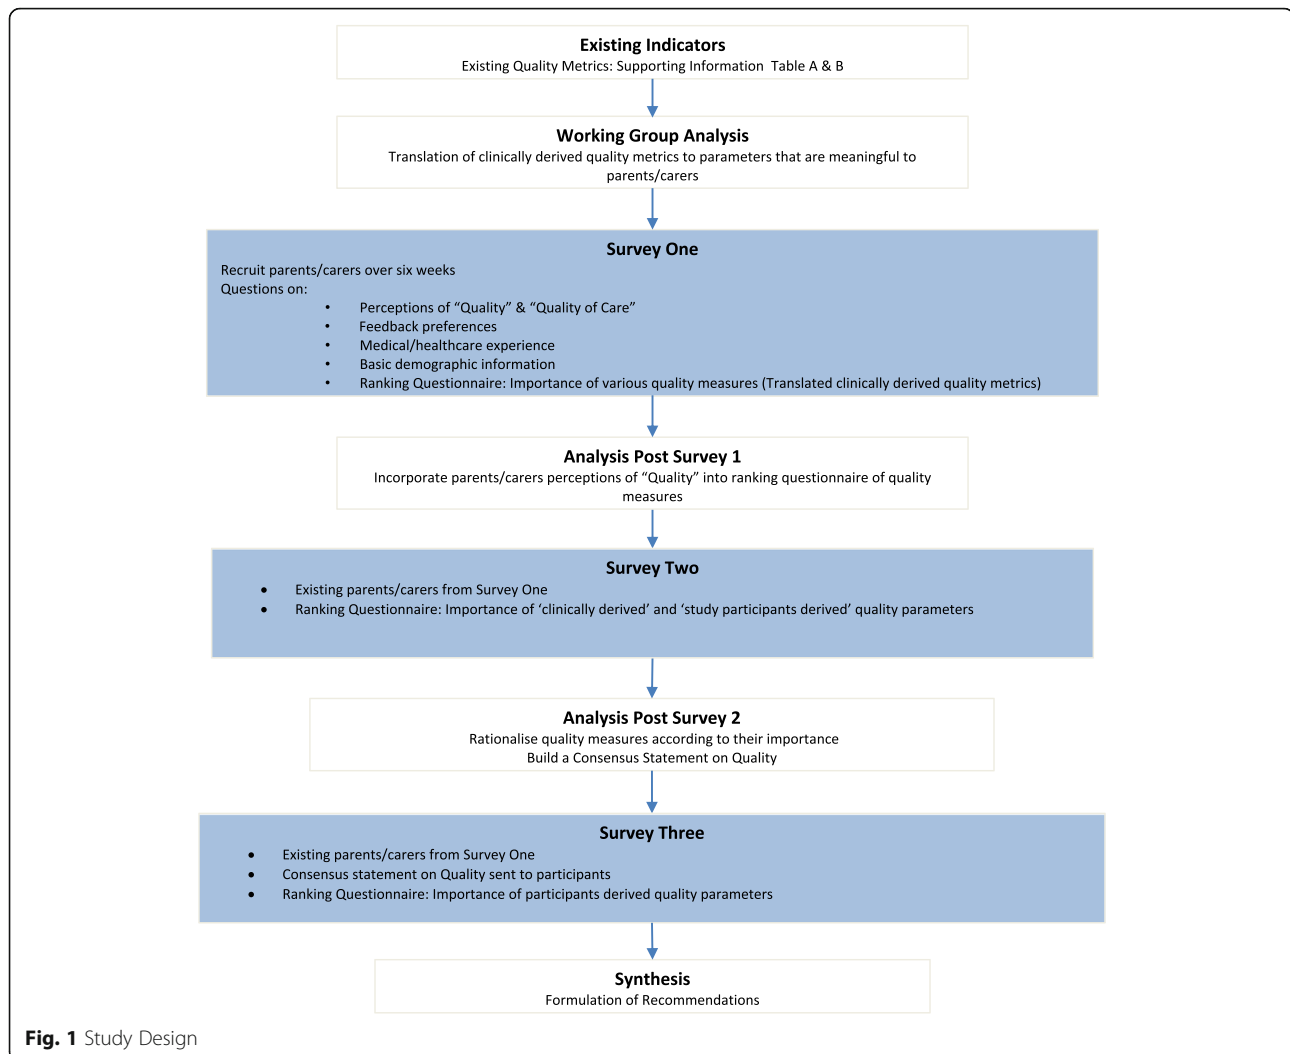 Existing Indicators
Existing Quality Metrics: Supporting Information  Table A & B
Working Group Analysis
Translation of clinically derived quality metrics to parameters that are meaningful to
parents/carers
Survey One
Recruit parents/carers over six weeks
Questions on:
• Perceptions of “Quality” & “Quality of Care”
• Feedback preferences
• Medical/healthcare experience
• Basic demographic information
• Ranking Questionnaire: Importance of various quality measures (Translated clinically derived quality metrics)
Analysis Post Survey 1
Incorporate parents/carers perceptions of “Quality” into ranking questionnaire of quality
measures
Survey Two
• Existing parents/carers from Survey One
• Ranking Questionnaire: Importance of ‘clinically derived’ and ‘study participants derived’ quality parameters
Analysis Post Survey 2
Rationalise quality measures according to their importance
Build a Consensus Statement on Quality
Survey Three
• Existing parents/carers from Survey One
• Consensus statement on Quality sent to participants
• Ranking Questionnaire: Importance of participants derived quality parameters
Synthesis
Formulation of Recommendations
Fig. 1 Study Design